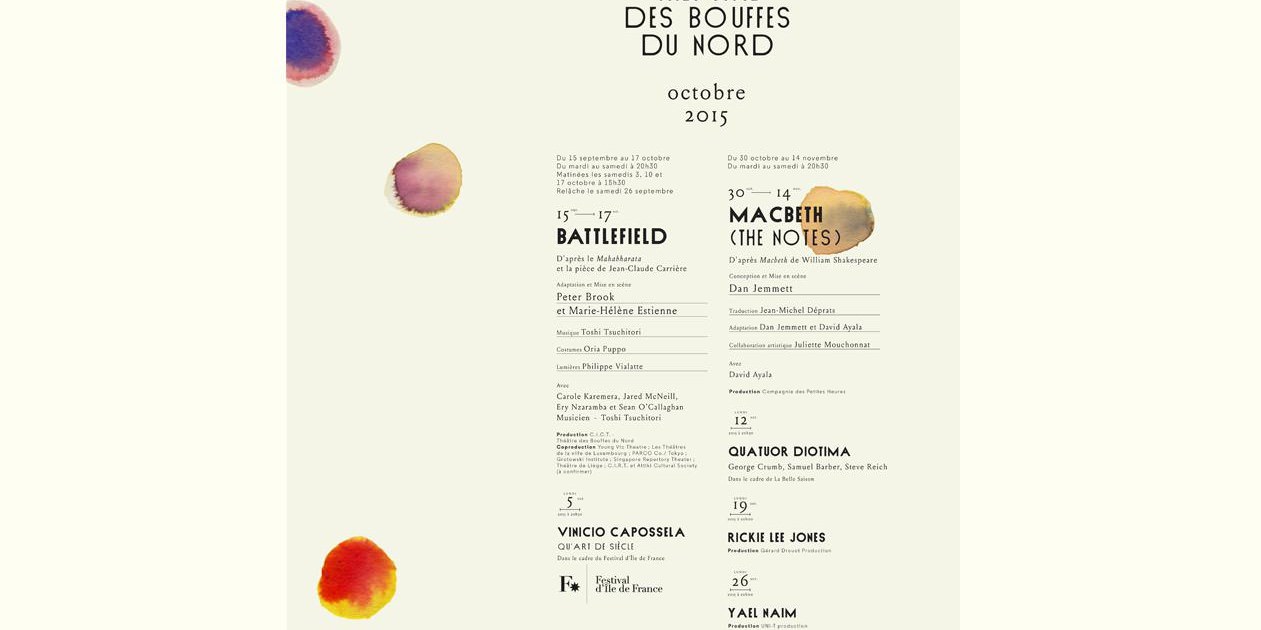 DES BOUFFES
DU NORD
octobre
2015
Du 15 septembre au 17 octobre
Du mardi au samedi à 20h30
Matinées les samedis 3, 10 et
17 octobre à 15h30
Relâche le samedi 26 septembre
15 17
BATTLEFIELD
D'après le Mahabharata
et la pièce de Jean-Claude Carrière
Adaptation et Mise en scène
Peter Brook
et Marie-Hélène Estienne
Musique Toshi Tsuchitori
Costumes Oria Puppo
Lumières Philippe Vialatte
Avec
Carole Karemera, Jared McNeill,
Ery Nzaramba et Sean O'Callaghan
Musicien - Toshi Tsuchitori
Production C.I.C.T. -
Théâtre des Bouffes du Nord
Coproduction Young Vic Theatre ; Les Théâtres
de la ville de Luxembourg ; PARCO Co./ Tokyo ;
Grotowski Institute ; Singapore Repertory Theater ;
Théâtre de Liège ; C.I.R.T. et Attiki Cultural Society
(à confirmer)
LUNDI
5
VINICIO CAPOSSELA
QU'ART DE SIÈCLE
Dans le cadre du Festival d'Île de France
F Festival
d'Île de France
Du 30 octobre au 14 novembre
Du mardi au samedi à 20h30
30 14
MACBETH
(THE NOTES)
D'après Macbeth de William Shakespeare
Conception et Mise en scène
Dan Jemmett
Traduction Jean-Michel Déprats
Adaptation Dan Jemmett et David Ayala
Collaboration artistique Juliette Mouchonnat
Avec
David Ayala
Production Compagnie des Petites Heures
LUNDI
12
QUATUOR DIOTIMA
George Crumb, Samuel Barber, Steve Reich
Dans le cadre de La Belle Saison
LUNDI
19
RICKIE LEE JONES
Production Gérard Drouot Production
LUNDI
26
YAEL NAIM
Production UNI-T production